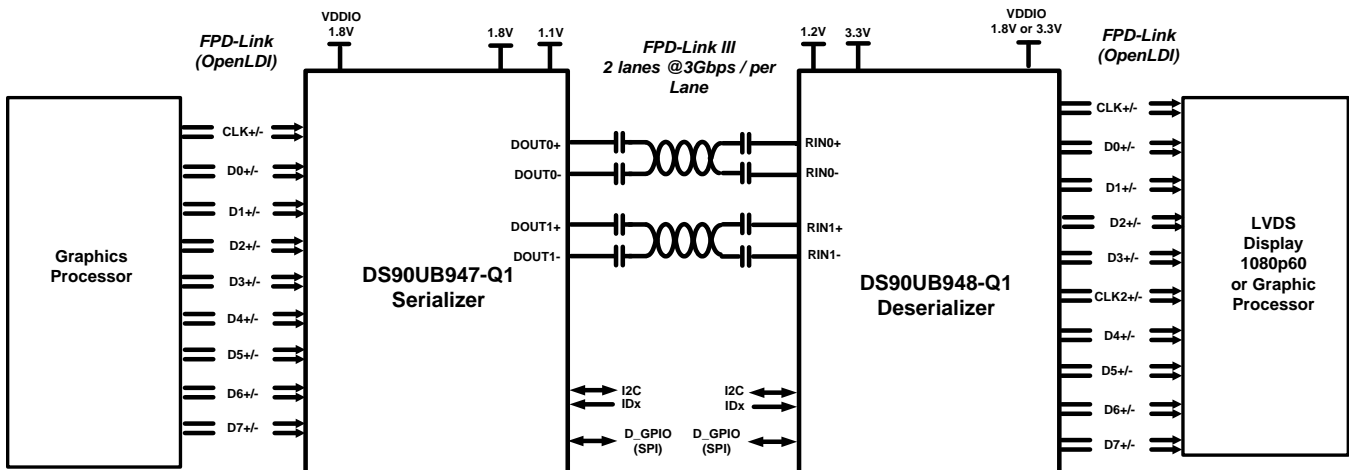 VDDIO
1.8V
1.8V
1.1V
FPD-Link
(OpenLDI)
FPD-Link III
2 lanes @3Gbps / per
Lane
1.2V
3.3V
VDDIO
1.8V or 3.3V
FPD-Link
(OpenLDI)
Graphics
Processor
CLK+/-
D0+/-
D1+/-
D2+/-
D3+/-
D4+/-
D5+/-
D6+/-
D7+/-
DS90UB947-Q1
Serializer
DOUT0+
DOUT0-
DOUT1+
DOUT1-
I2C
IDx
D_GPIO
(SPI)
RIN0+
RIN0-
RIN1+
RIN1-
I2C
IDx
D_GPIO
(SPI)
DS90UB948-Q1
Deserializer
CLK+/-
D0+/-
D1+/-
D2+/-
D3+/-
CLK2+/-
D4+/-
D5+/-
D6+/-
D7+/-
LVDS
Display
1080p60
or Graphic
Processor